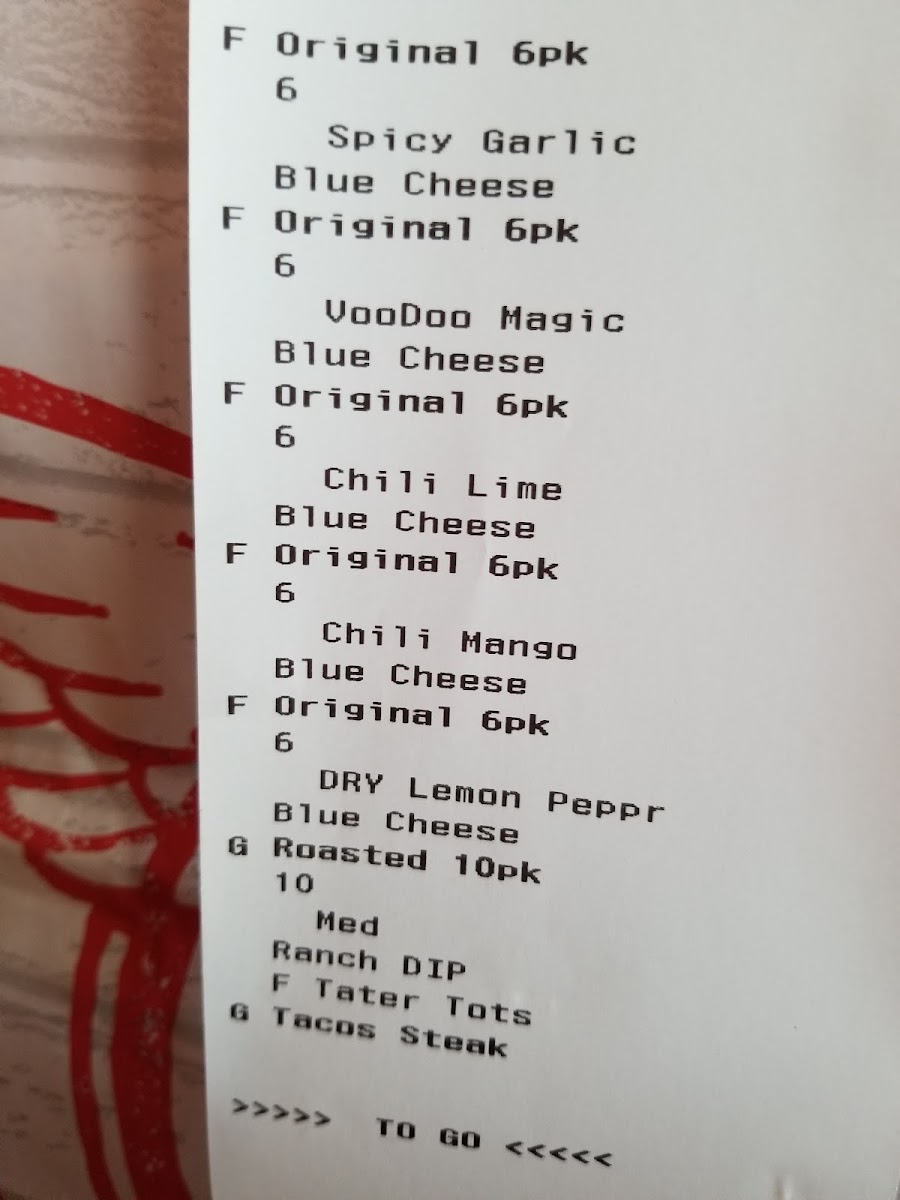 F Original 6pk
6
Spicy Garlic
Blue Cheese
F Original 6pk
6
VooDoo Magic
Blue Cheese
F Original 6pk
6
Chili Lime
Blue Cheese
F Original 6pk
6
Chili Mango
Blue Cheese
F Original 6pk
6
DRY Lemon Peppr
Blue Cheese
G Roasted 10pk
10
Med
Ranch DIP
F Tater Tots
G Tacos Steak
>>>>> TO GO <<<<<